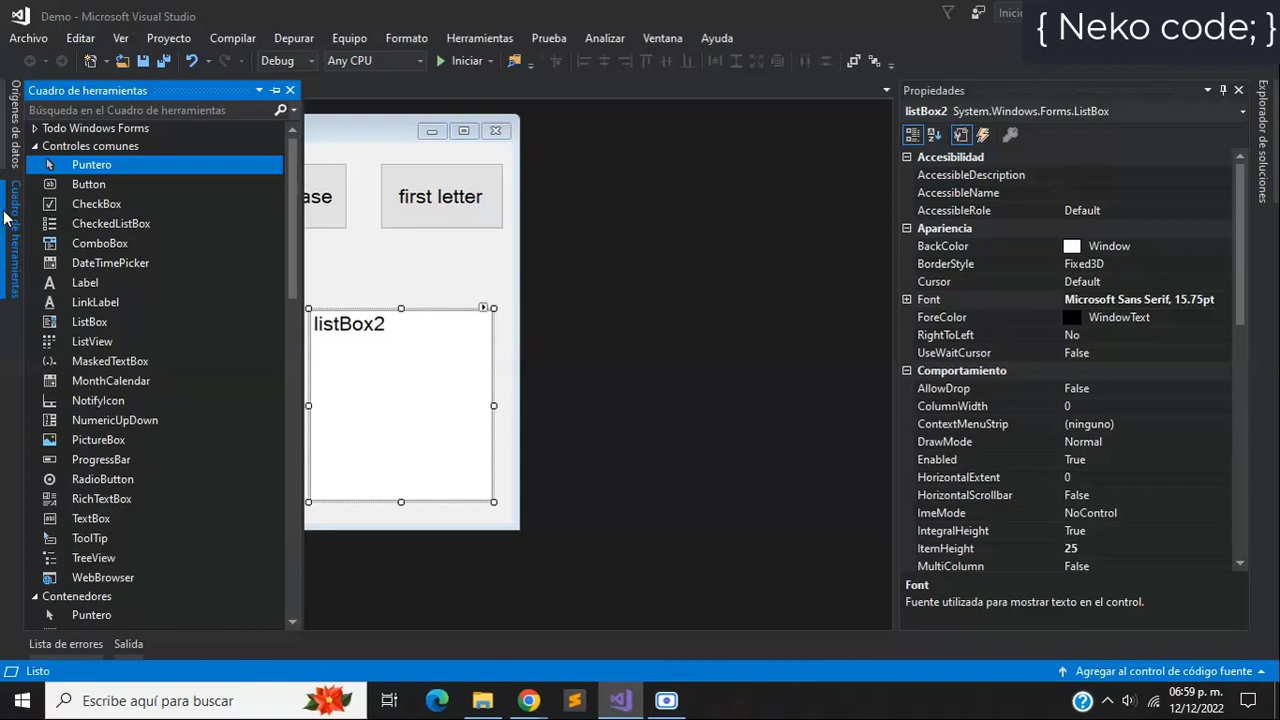 Demo - Microsoft Visual Studio
{ Neko code; }
Archivo Editar Ver Proyecto Compilar Depurar Equipo Formato Herramientas Prueba Analizar Ventana Ayuda
Debug Any CPU Iniciar
Orígenes de datos
Cuadro de herramientas
Cuadro de herramientas
Búsqueda en el Cuadro de herramientas
Todo Windows Forms
Controles comunes
Puntero
Button
CheckBox
CheckedListBox
ComboBox
DateTimePicker
Label
LinkLabel
ListBox
ListView
MaskedTextBox
MonthCalendar
NotifyIcon
NumericUpDown
PictureBox
ProgressBar
RadioButton
RichTextBox
TextBox
ToolTip
TreeView
WebBrowser
Contenedores
Puntero
ase
first letter
listBox2
Propiedades
listBox2 System.Windows.Forms.ListBox
Accesibilidad
AccessibleDescription
AccessibleName
AccessibleRole Default
Apariencia
BackColor Window
BorderStyle Fixed3D
Cursor Default
Font Microsoft Sans Serif, 15.75pt
ForeColor WindowText
RightToLeft No
UseWaitCursor False
Comportamiento
AllowDrop False
ColumnWidth 0
ContextMenuStrip (ninguno)
DrawMode Normal
Enabled True
HorizontalExtent 0
HorizontalScrollbar False
ImeMode NoControl
IntegralHeight True
ItemHeight 25
MultiColumn False
Font
Fuente utilizada para mostrar texto en el control.
Explorador de soluciones
Lista de errores Salida
Listo
Agregar al control de código fuente
Escribe aquí para buscar
06:59 p. m.
12/12/2022